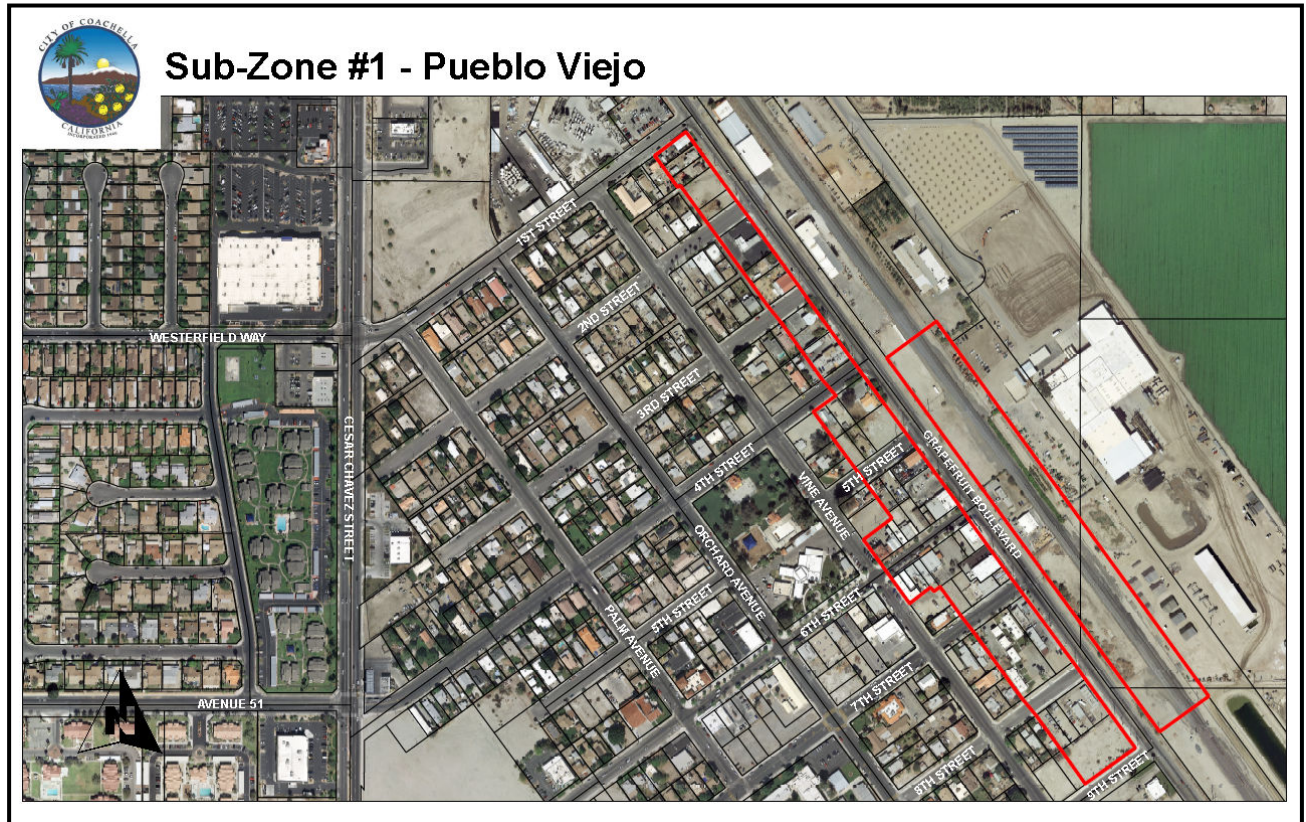 CITY OF COACHELLA
CALIFORNIA
Sub-Zone #1 - Pueblo Viejo
1ST STREET
2ND STREET
WESTERFIELD WAY
3RD STREET
CESAR CHAVEZ STREET
GRAPEFRUIT BOULEVARD
4TH STREET
VINE AVENUE
5TH STREET
ORCHARD AVENUE
5TH STREET
6TH STREET
PALM AVENUE
7TH STREET
AVENUE 51
N
8TH STREET
9TH STREET